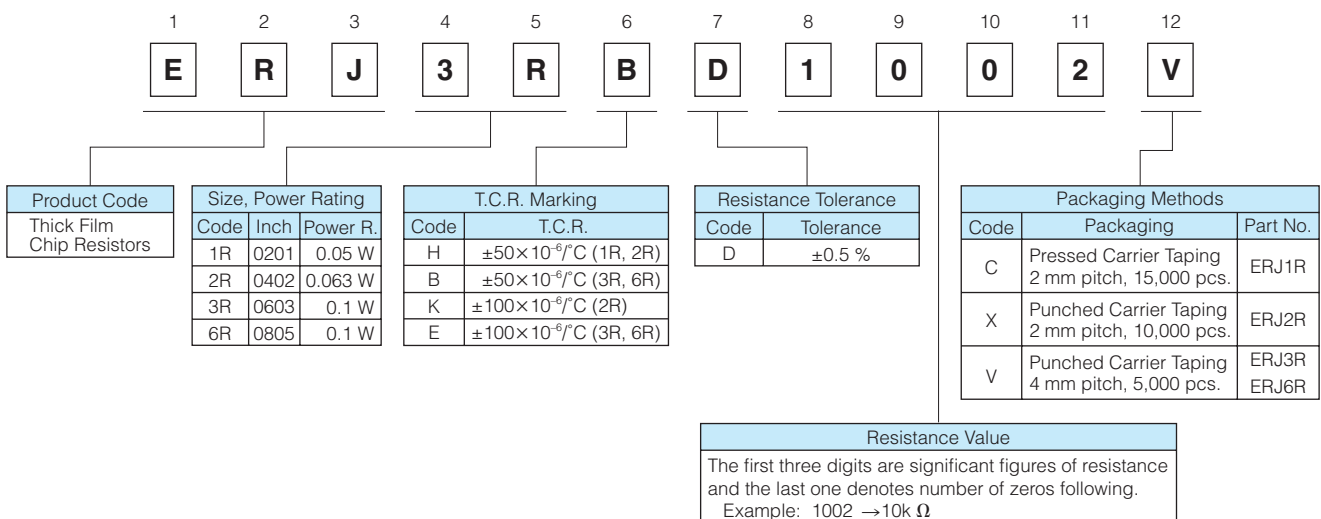 1 2 3 4 5 6 7 8 9 10 11 12
E R J 3 R B D 1 0 0 2 V
Product Code
Thick Film
Chip Resistors
Size, Power Rating
Code Inch Power R.
1R 0201 0.05 W
2R 0402 0.063 W
3R 0603 0.1 W
6R 0805 0.1 W
T.C.R. Marking
Code T.C.R.
H ±50×10⁻⁶/°C (1R, 2R)
B ±50×10⁻⁶/°C (3R, 6R)
K ±100×10⁻⁶/°C (2R)
E ±100×10⁻⁶/°C (3R, 6R)
Resistance Tolerance
Code Tolerance
D ±0.5 %
Packaging Methods
Code Packaging Part No.
C Pressed Carrier Taping
2 mm pitch, 15,000 pcs. ERJ1R
X Punched Carrier Taping
2 mm pitch, 10,000 pcs. ERJ2R
V Punched Carrier Taping ERJ3R
4 mm pitch, 5,000 pcs. ERJ6R
Resistance Value
The first three digits are significant figures of resistance
and the last one denotes number of zeros following.
Example: 1002 →10k Ω